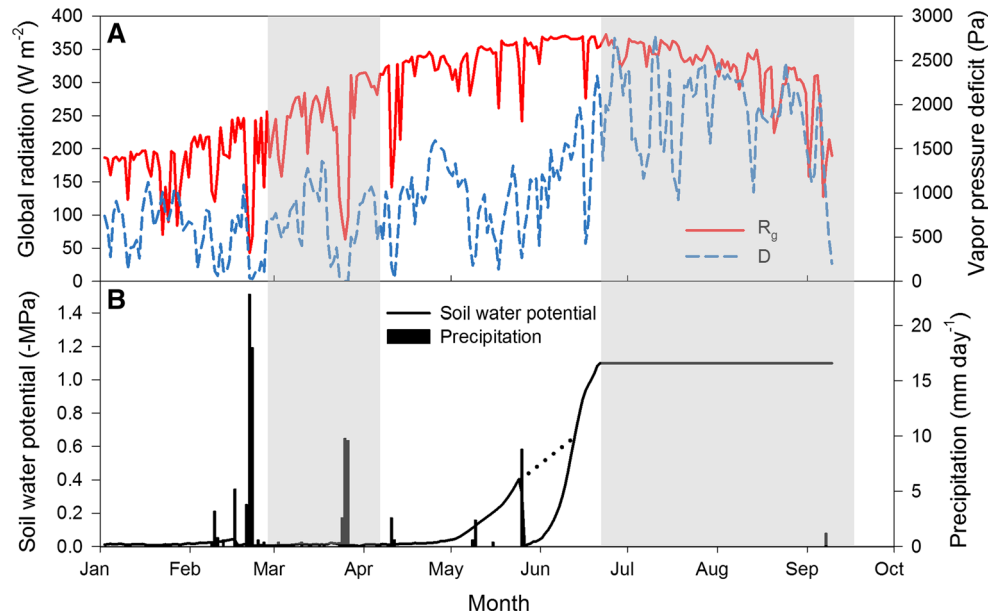 A
Global radiation (W m-2)
400
350
300
250
200
150
100
50
0
Vapor pressure deficit (Pa)
3000
2500
2000
1500
1000
500
0
Rg
D
B
Soil water potential (-MPa)
1.4
1.2
1.0
0.8
0.6
0.4
0.2
0.0
Soil water potential
Precipitation
Precipitation (mm day-1)
20
15
10
5
0
Jan Feb Mar Apr May Jun Jul Aug Sep Oct
Month